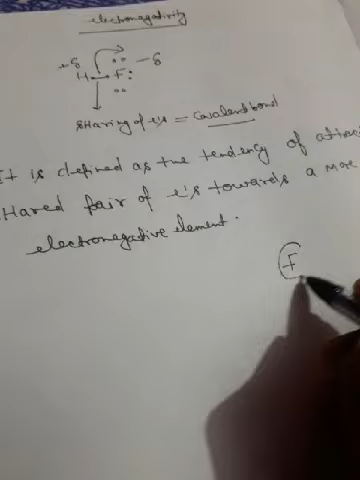 electronegativity
+δ -δ
H - F:
sharing of e's = covalent bond
It is defined as the tendency of
shared pair of e's towards a more
electronegative element.
F